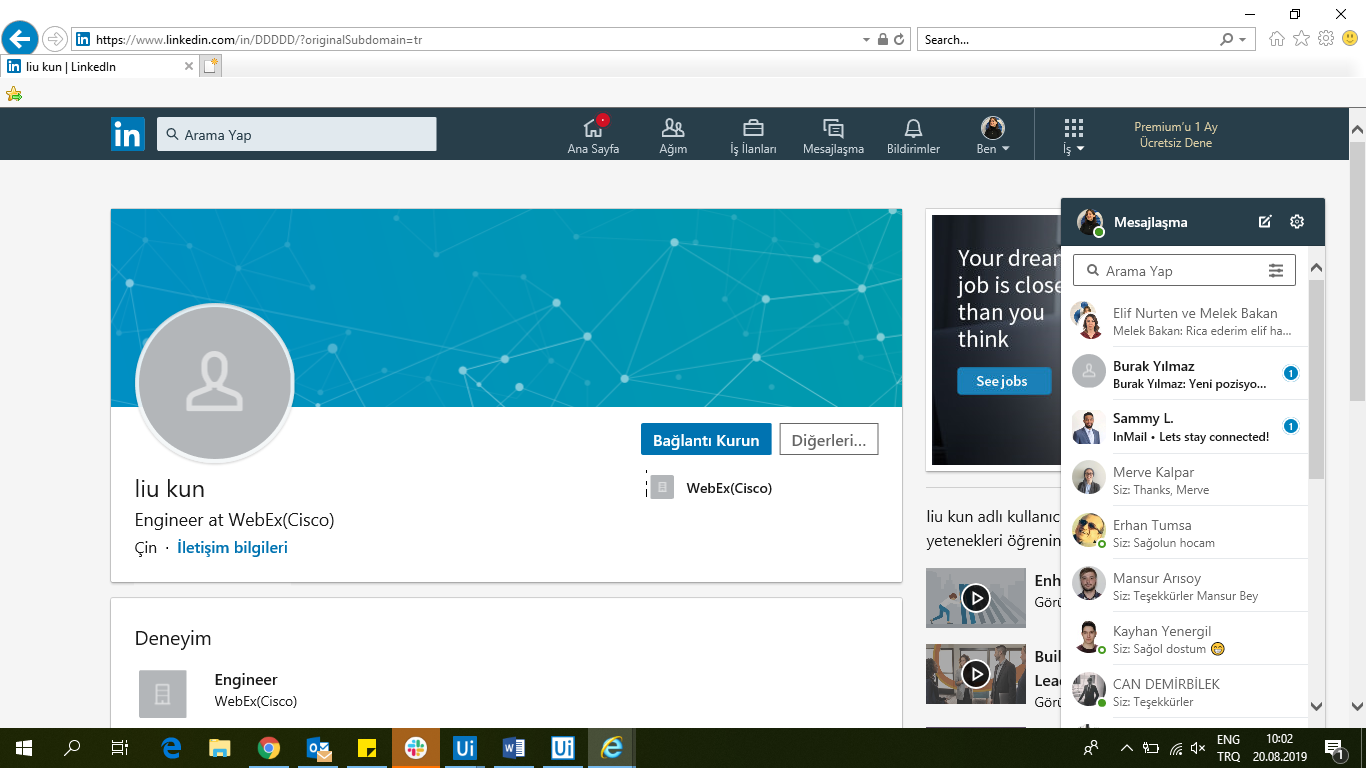 https://www.linkedin.com/in/DDDDD/?originalSubdomain=tr
Search...
liu kun | LinkedIn
in
Arama Yap
Ana Sayfa
Ağım
İş İlanları
Mesajlaşma
Bildirimler
Ben
İş
Premium'u 1 Ay
Ücretsiz Dene
Your dream
job is close
than you
think
See jobs
Bağlantı Kurun
Diğerleri...
liu kun
WebEx(Cisco)
Engineer at WebEx(Cisco)
Çin · İletişim bilgileri
Deneyim
Engineer
WebEx(Cisco)
liu kun adlı kullanıc
yetenekleri öğrenin
Enh
Görü
Buil
Lea
Görü
Mesajlaşma
Arama Yap
Elif Nurten ve Melek Bakan
Melek Bakan: Rica ederim elif ha...
Burak Yılmaz
Burak Yılmaz: Yeni pozisyo...
1
Sammy L.
InMail • Lets stay connected!
1
Merve Kalpar
Siz: Thanks, Merve
Erhan Tumsa
Siz: Sağolun hocam
Mansur Arısoy
Siz: Teşekkürler Mansur Bey
Kayhan Yenergil
Siz: Sağol dostum 😁
CAN DEMİRBİLEK
Siz: Teşekkürler
Ui
Ui
ENG
TRQ
10:02
20.08.2019
1